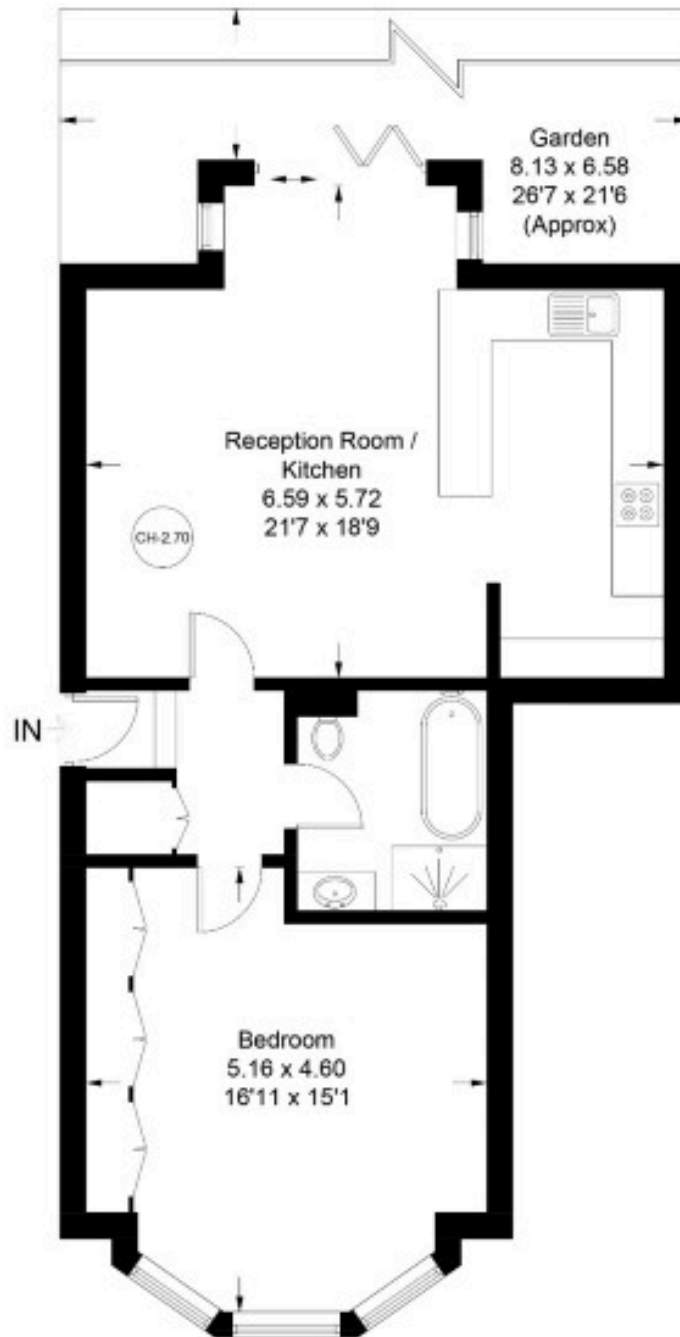 Garden
8.13 x 6.58
26'7 x 21'6
(Approx)
Reception Room /
Kitchen
6.59 x 5.72
21'7 x 18'9
CH-2.70
IN
Bedroom
5.16 x 4.60
16'11 x 15'1